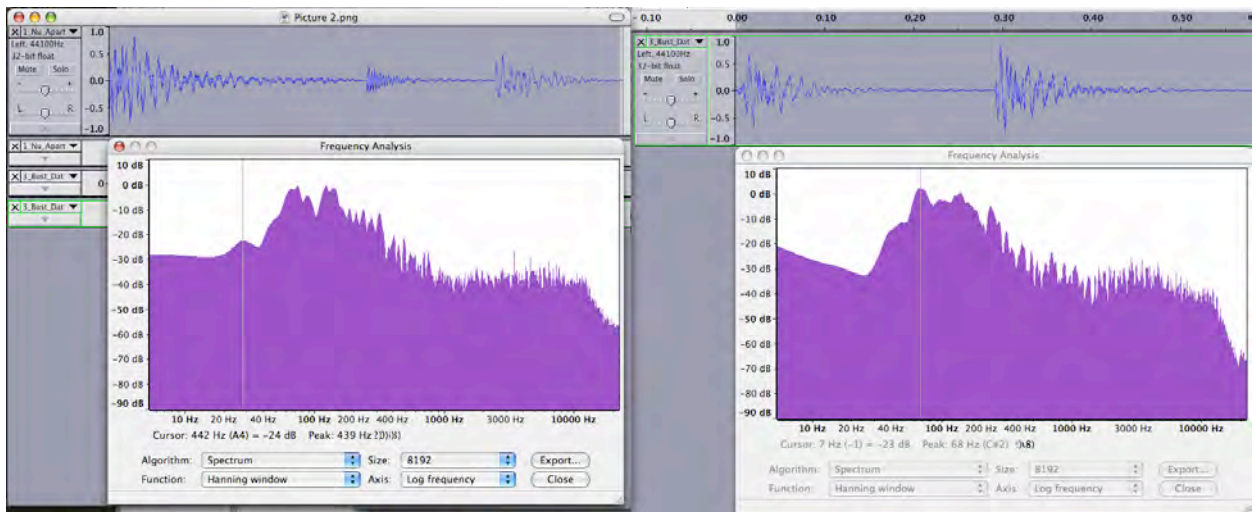 Picture 2.png
X 1_Nu_Apart ▼ 1.0
Left, 44100Hz
32-bit float 0.5
Mute Solo
- + 0.0
L R -0.5
-1.0
X 1_Nu_Apart ▼
X 3_Bust_Dat ▼ 0-
X 3_Bust_Dat ▼
Frequency Analysis
10 dB
0 dB
-10 dB
-20 dB
-30 dB
-40 dB
-50 dB
-60 dB
-70 dB
-80 dB
-90 dB
10 Hz 20 Hz 40 Hz 100 Hz 200 Hz 400 Hz 1000 Hz 3000 Hz 10000 Hz
Cursor: 442 Hz (A4) = -24 dB Peak: 439 Hz
Algorithm: Spectrum Size: 8192 Export...
Function: Hanning window Axis: Log frequency Close
- 0.10 0.00 0.10 0.20 0.30 0.40 0.50
X 3_Bust_Dat ▼ 1.0
Left, 44100Hz
32-bit float 0.5
Mute Solo
- + 0.0
L R -0.5
-1.0
Frequency Analysis
10 dB
0 dB
-10 dB
-20 dB
-30 dB
-40 dB
-50 dB
-60 dB
-70 dB
-80 dB
-90 dB
10 Hz 20 Hz 40 Hz 100 Hz 200 Hz 400 Hz 1000 Hz 3000 Hz 10000 Hz
Cursor: 7 Hz (-1) = -23 dB Peak: 68 Hz (C#2)
Algorithm: Spectrum Size: 8192 Export...
Function: Hanning window Axis: Log frequency Close